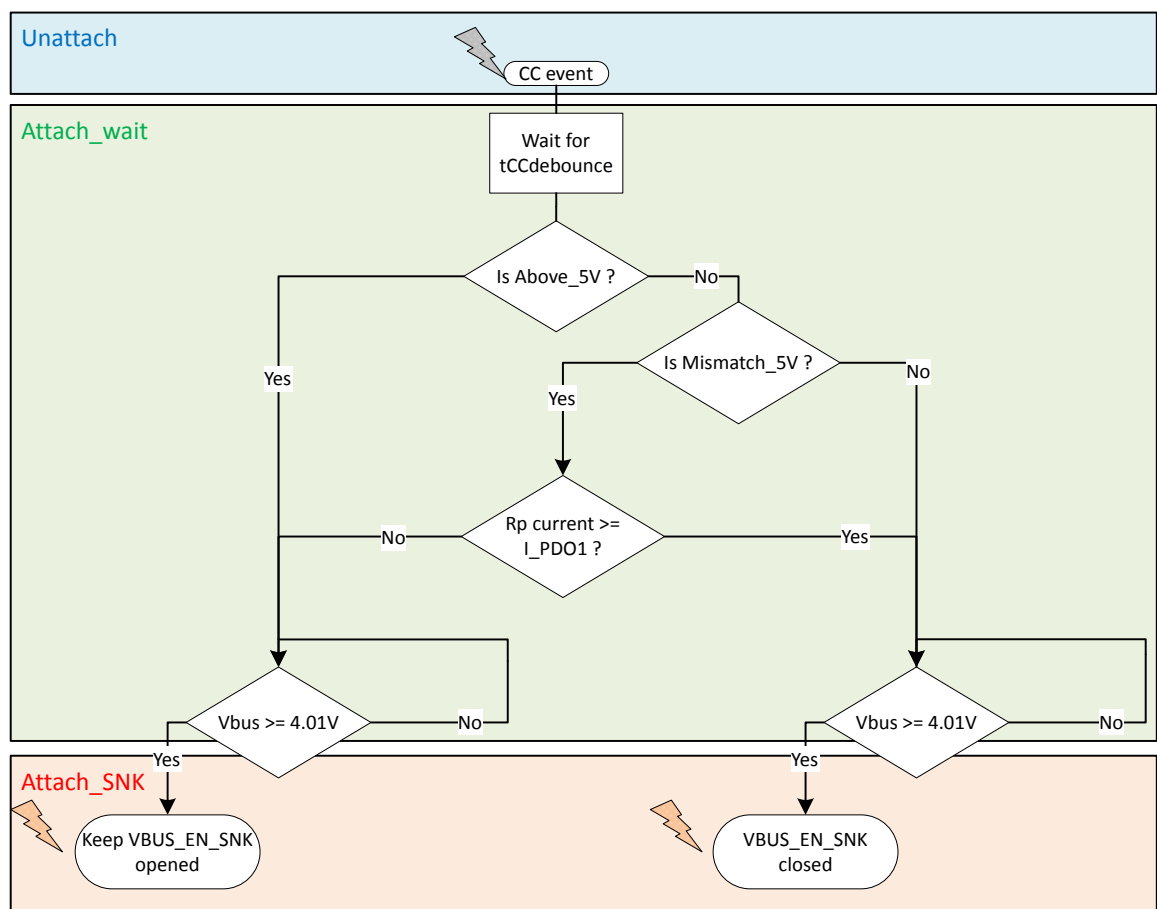 Unattach
CC event
Attach_wait
Wait for
tCCdebounce
Is Above_5V ?
No
Is Mismatch_5V ?
Yes
Yes
No
Rp current >=
I_PDO1 ?
No
Yes
Vbus >= 4.01V
No
Vbus >= 4.01V
No
Yes
Yes
Attach_SNK
Keep VBUS_EN_SNK
opened
VBUS_EN_SNK
closed